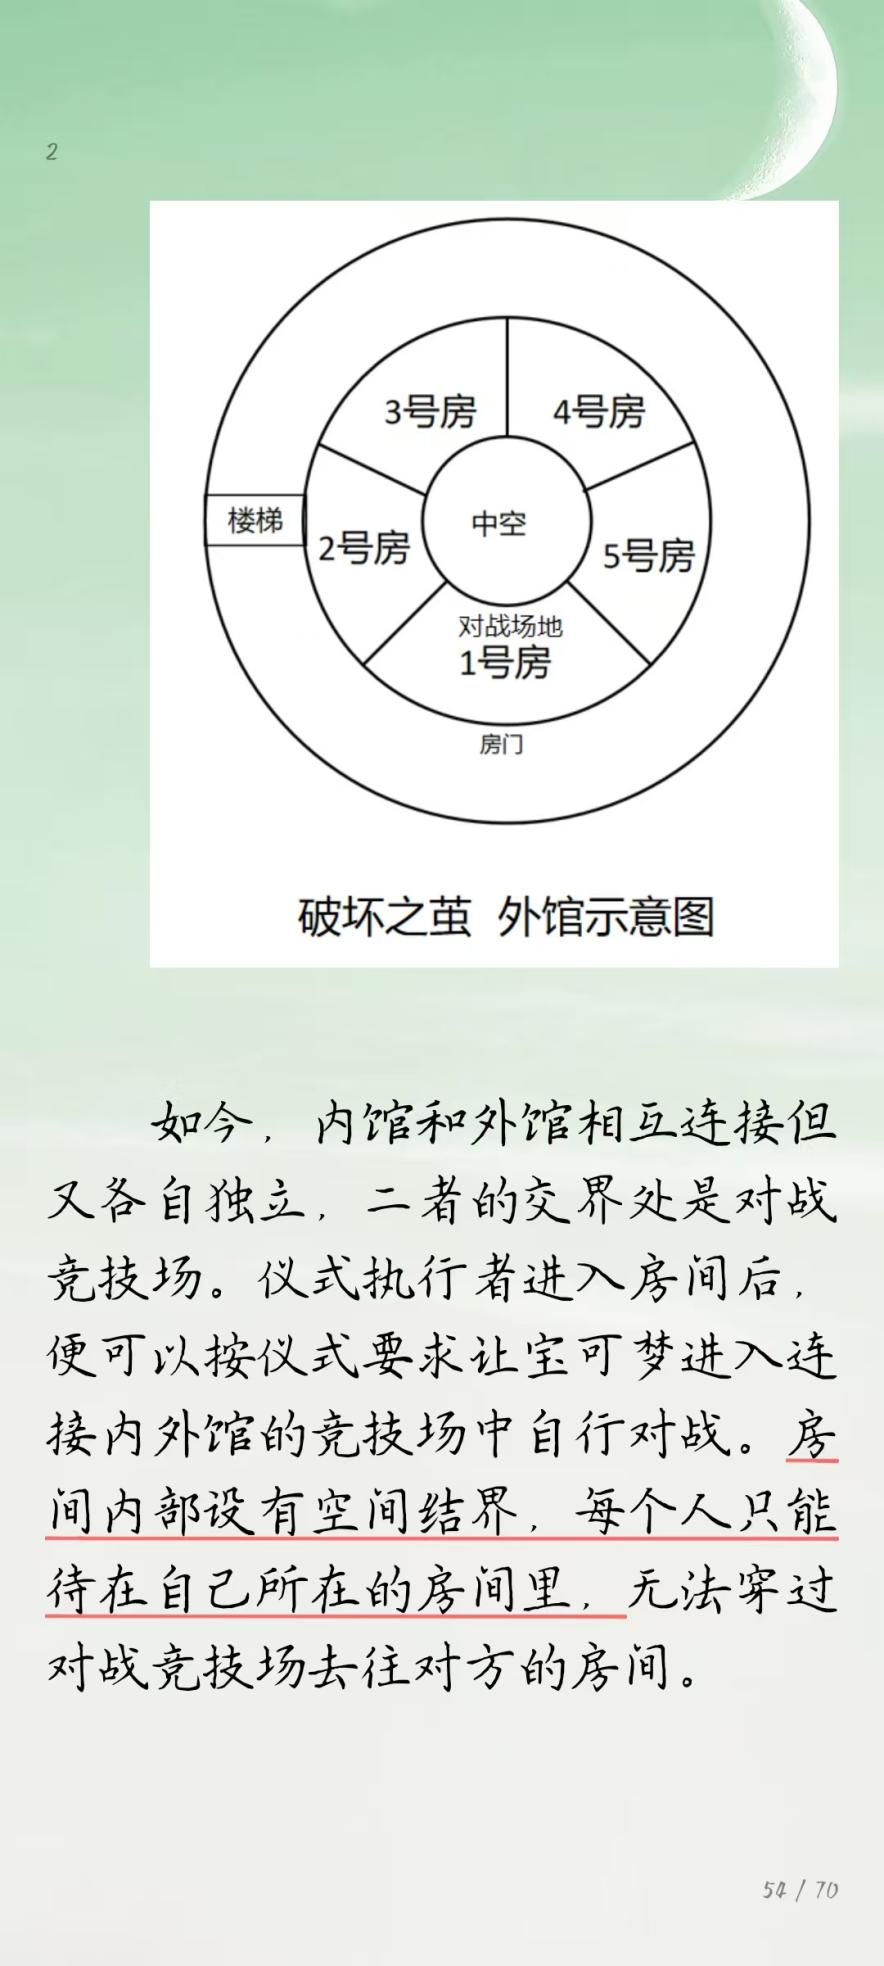 2
3号房
4号房
楼梯
中空
2号房
5号房
对战场地
1号房
房门
破坏之茧 外馆示意图
如今，内馆和外馆相互连接但
又各自独立，二者的交界处是对战
竞技场。仪式执行者进入房间后，
便可以按仪式要求让宝可梦进入连
接内外馆的竞技场中自行对战。房
间内部设有空间结界，每个人只能
待在自己所在的房间里，无法穿过
对战竞技场去往对方的房间。
54 / 70